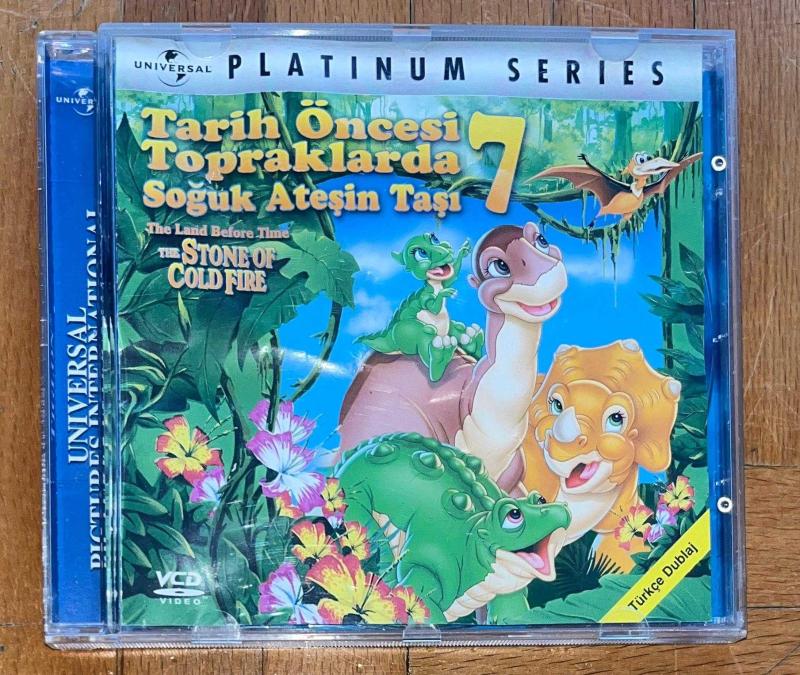 UNIVERSAL
PLATINUM SERIES
UNIVERSAL
Tarih Öncesi
Topraklarda
Soğuk Ateşin Taşı
7
The Land Before Time
THE STONE OF
COLD FIRE
UNIVERSAL
PICTURES INTERNATIONAL
VCD
VIDEO
Türkçe Dublaj